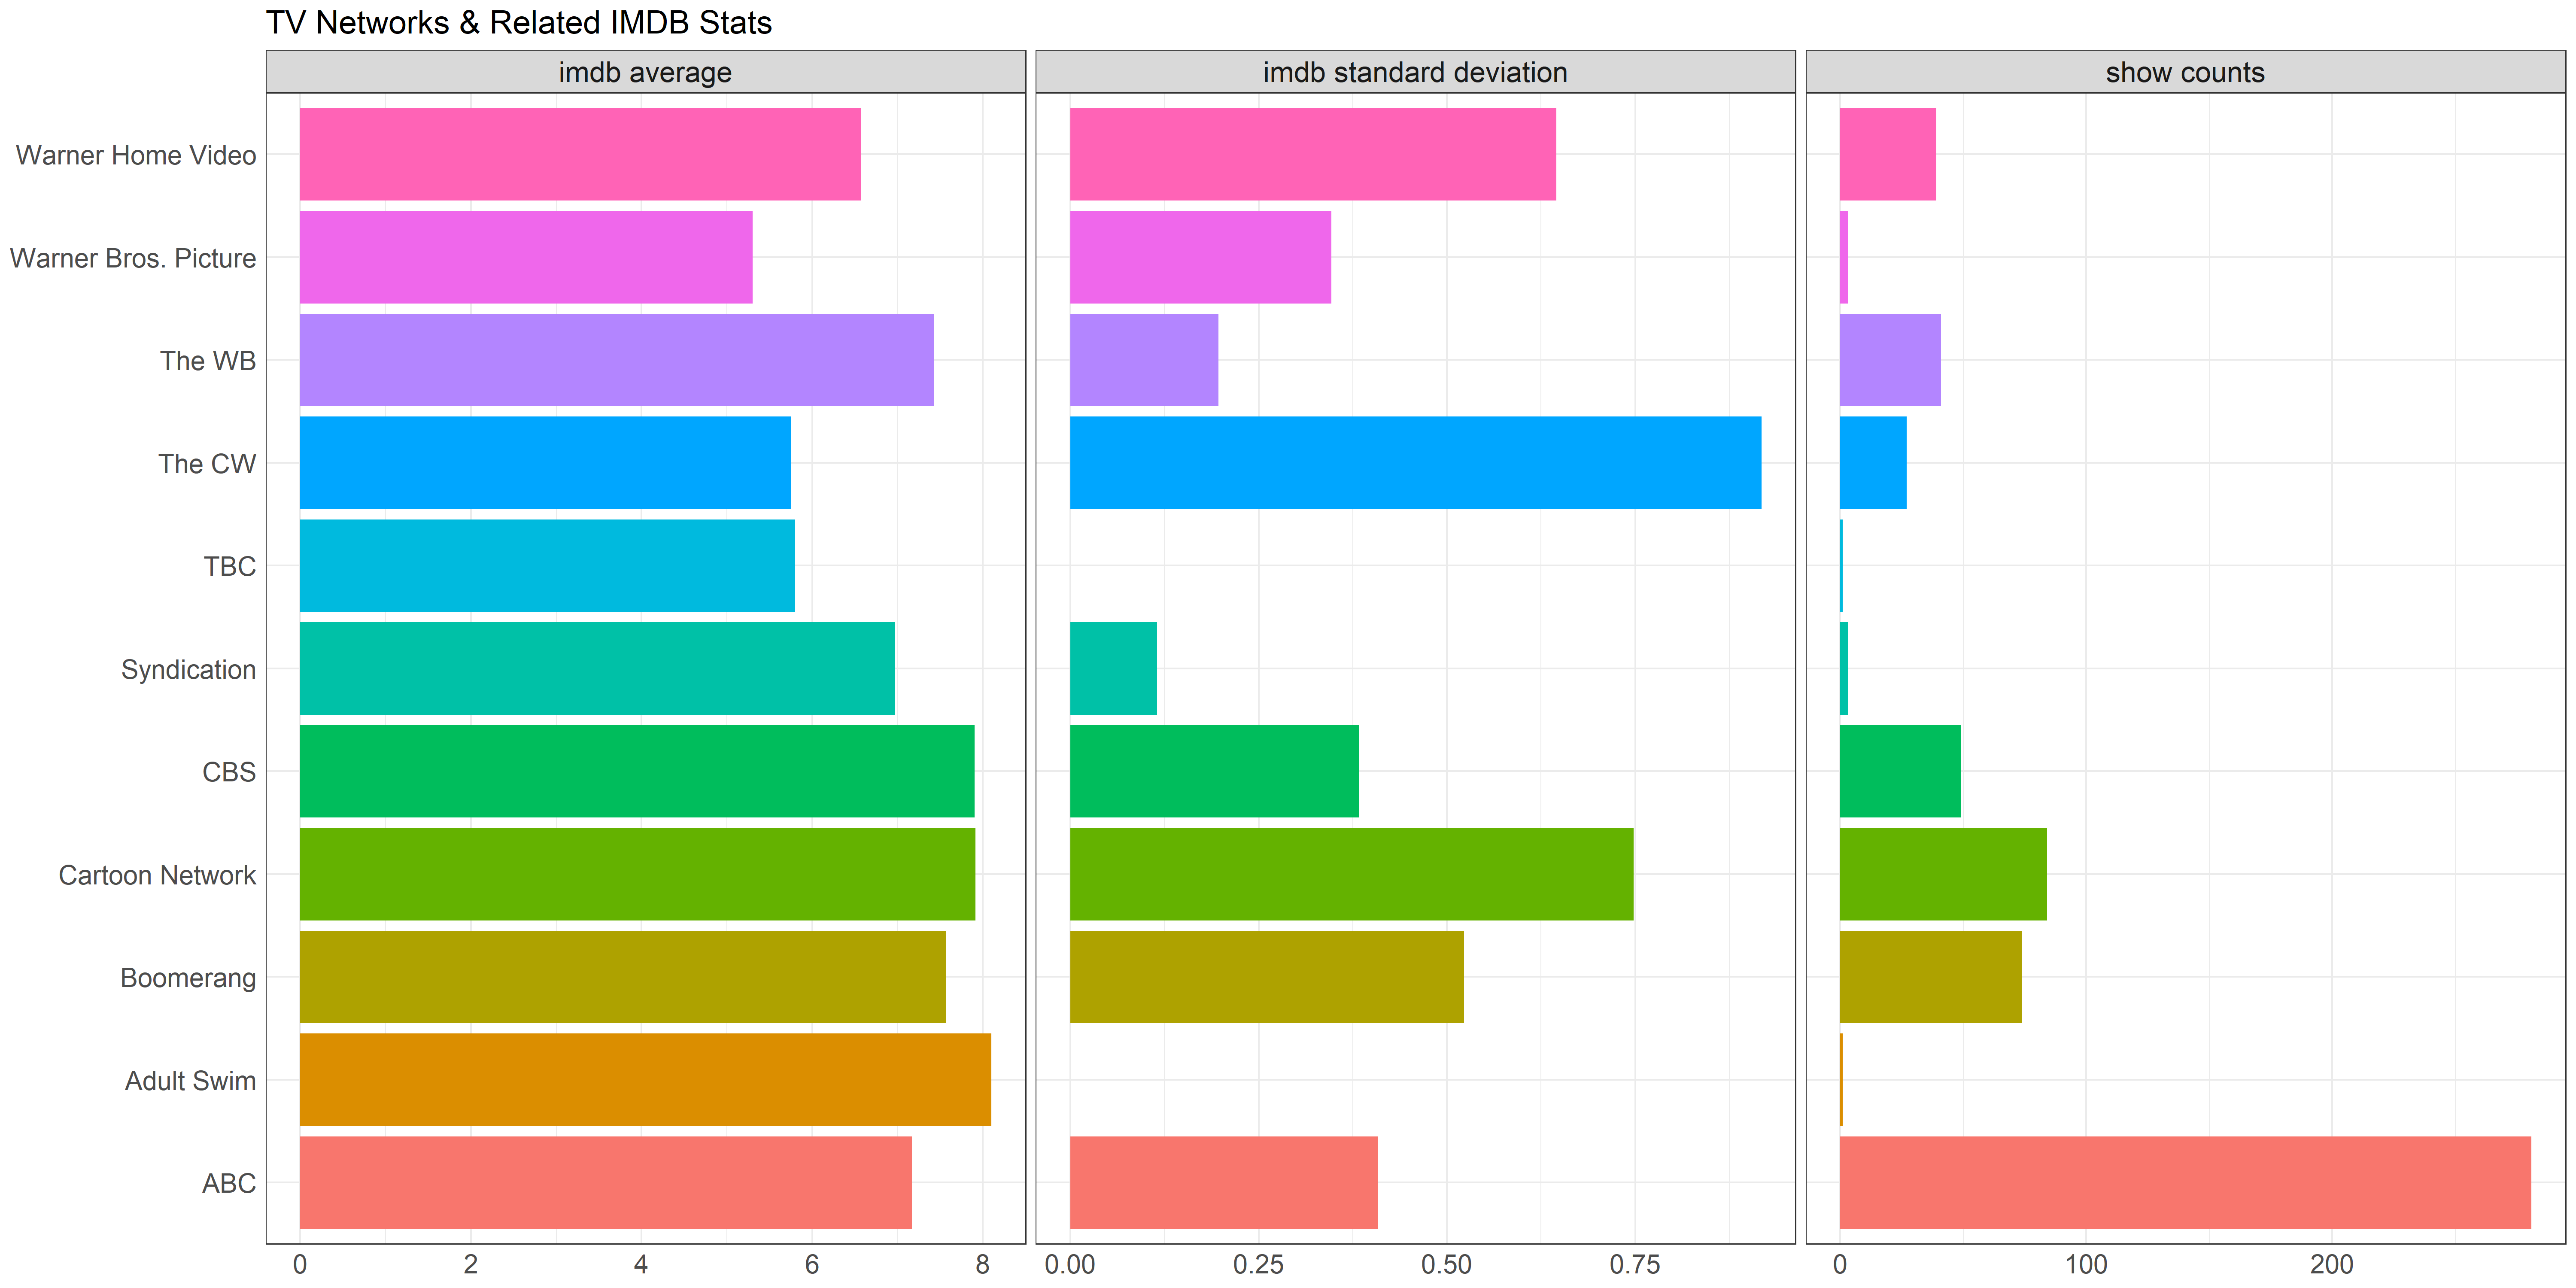 TV Networks & Related IMDB Stats
imdb average
imdb standard deviation
show counts
Warner Home Video
Warner Bros. Picture
The WB
The CW
TBC
Syndication
CBS
Cartoon Network
Boomerang
Adult Swim
ABC
0 2 4 6 8
0.00 0.25 0.50 0.75
0 100 200